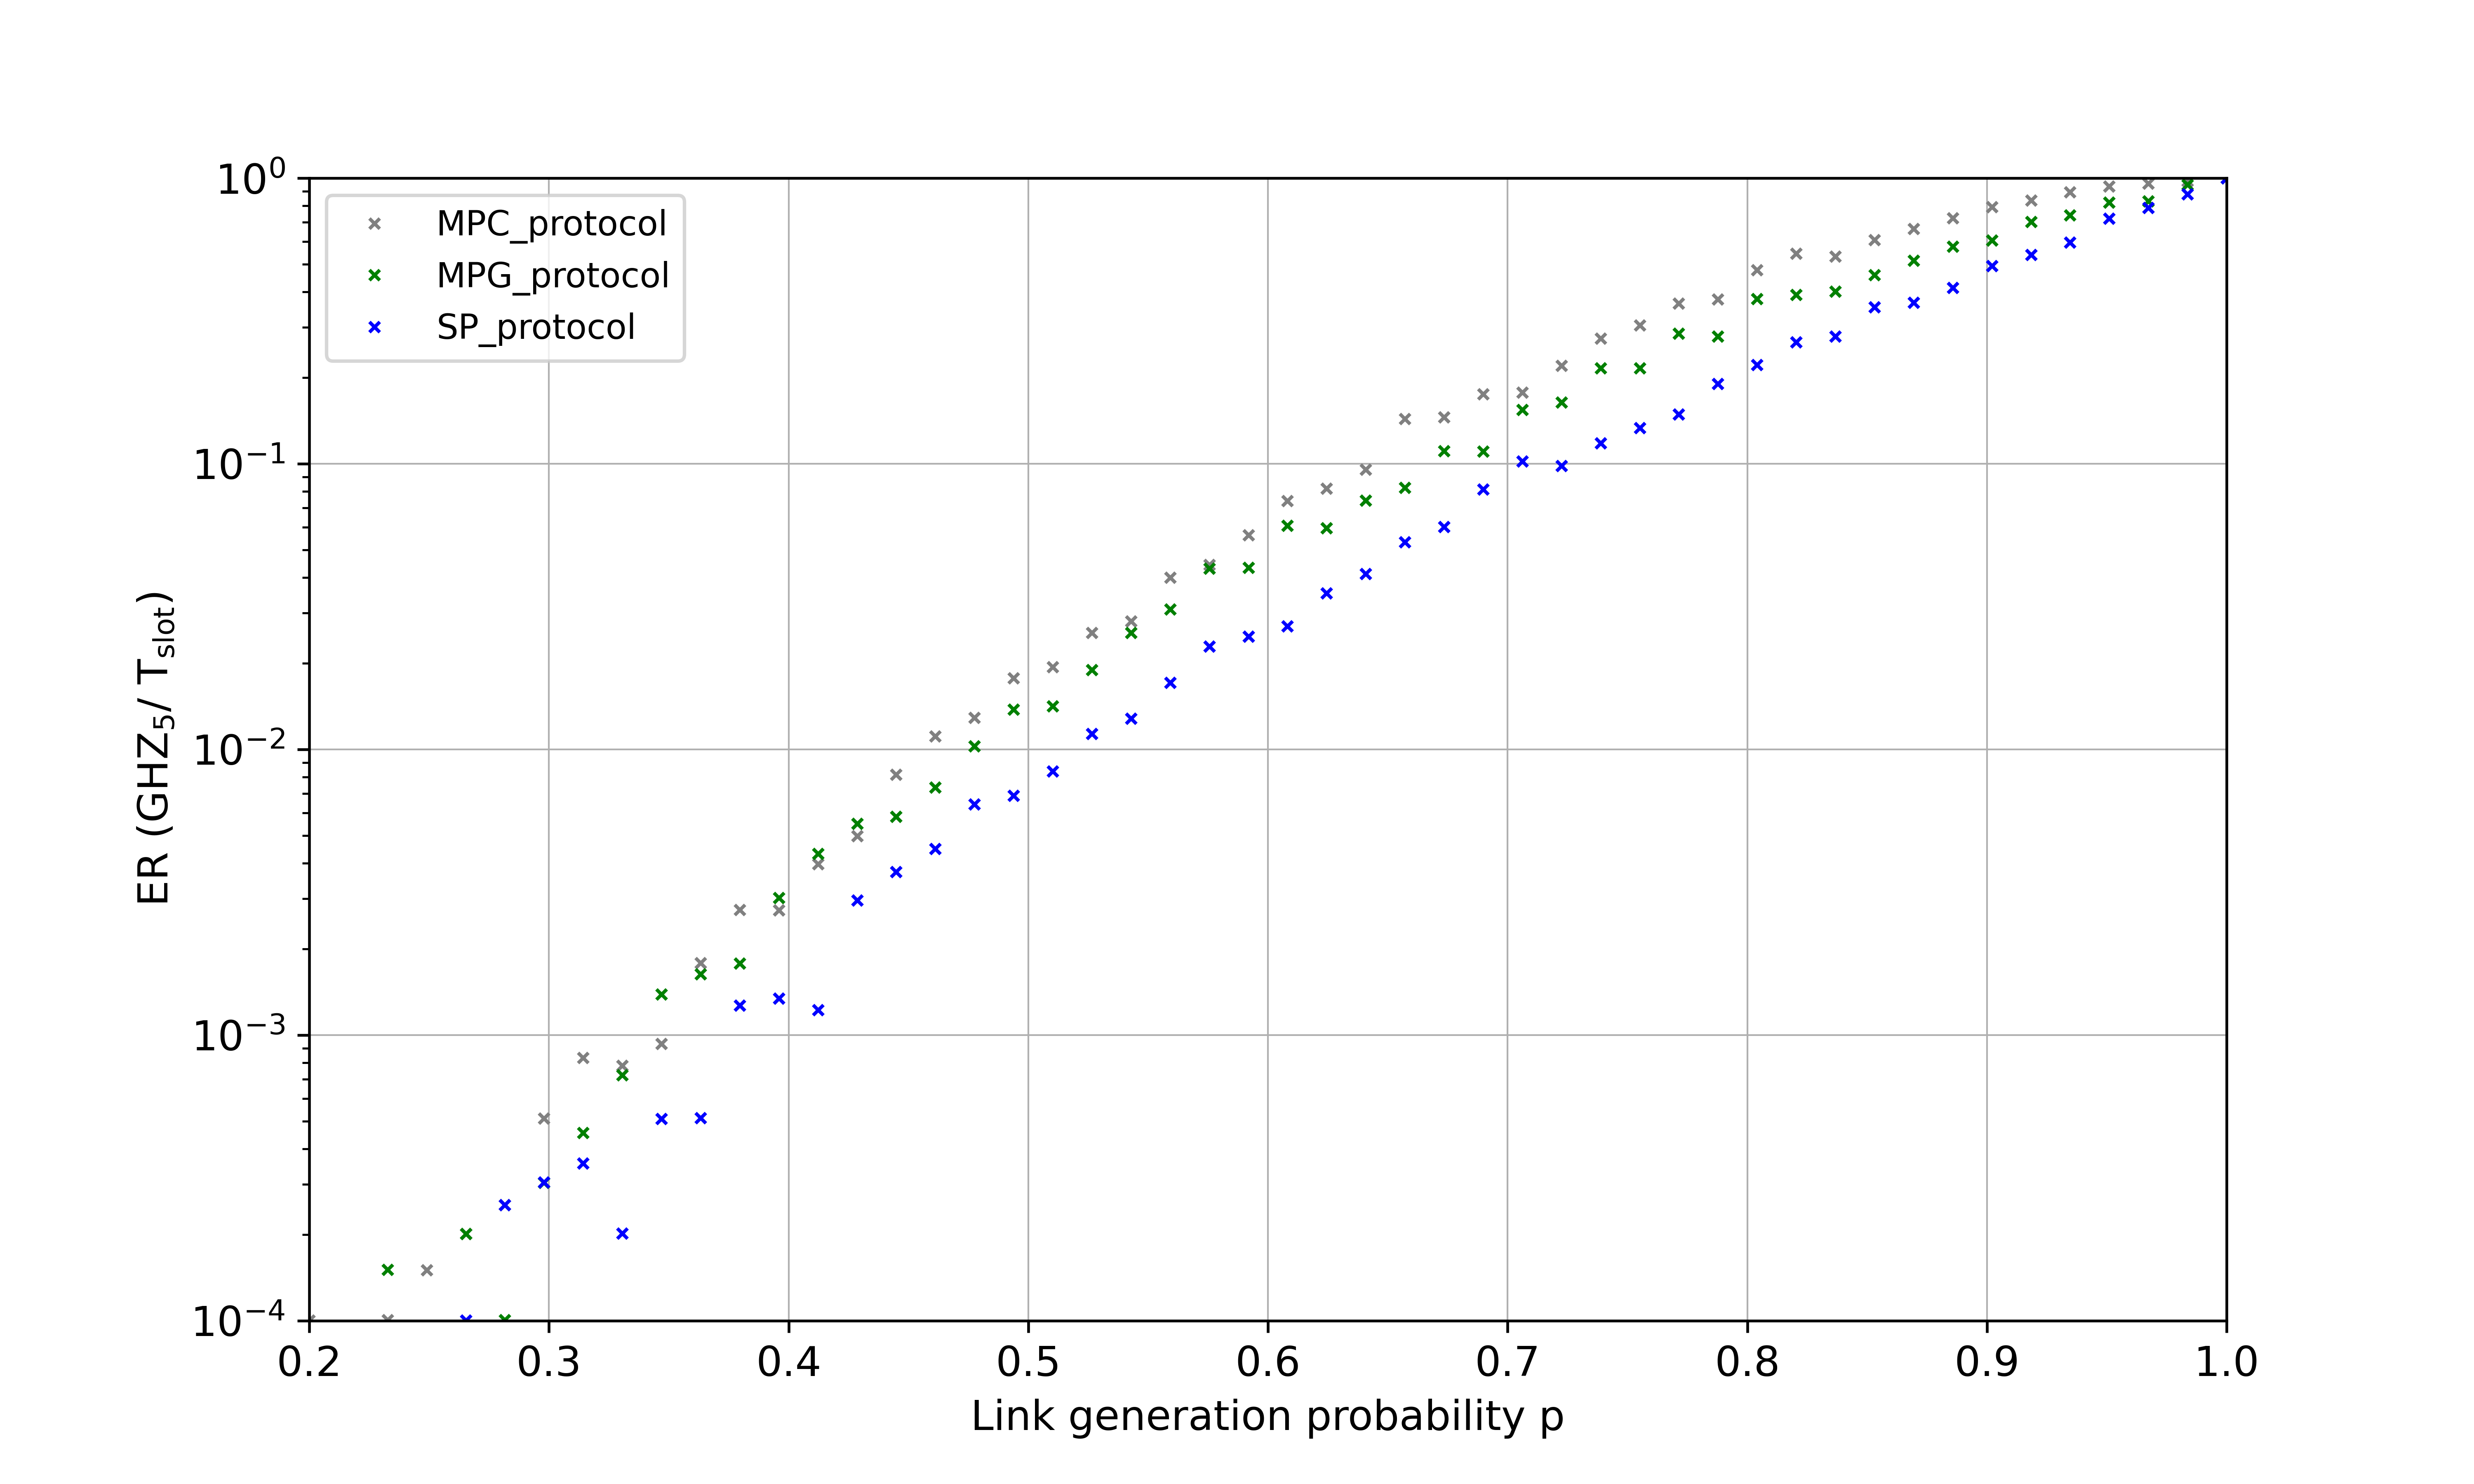 MPC_protocol
MPG_protocol
SP_protocol
10⁰
10⁻¹
10⁻²
10⁻³
10⁻⁴
ER (GHZ₅/ Tₛₗₒₜ)
0.2 0.3 0.4 0.5 0.6 0.7 0.8 0.9 1.0
Link generation probability p